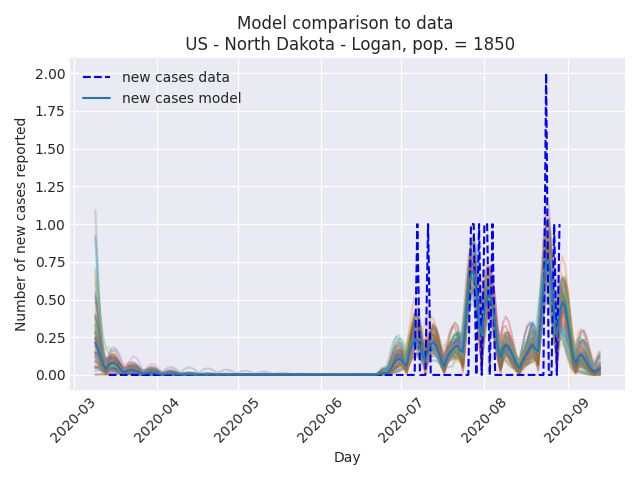 Model comparison to data
US - North Dakota - Logan, pop. = 1850
new cases data
new cases model
Number of new cases reported
2.00
1.75
1.50
1.25
1.00
0.75
0.50
0.25
0.00
2020-03
2020-04
2020-05
2020-06
2020-07
2020-08
2020-09
Day